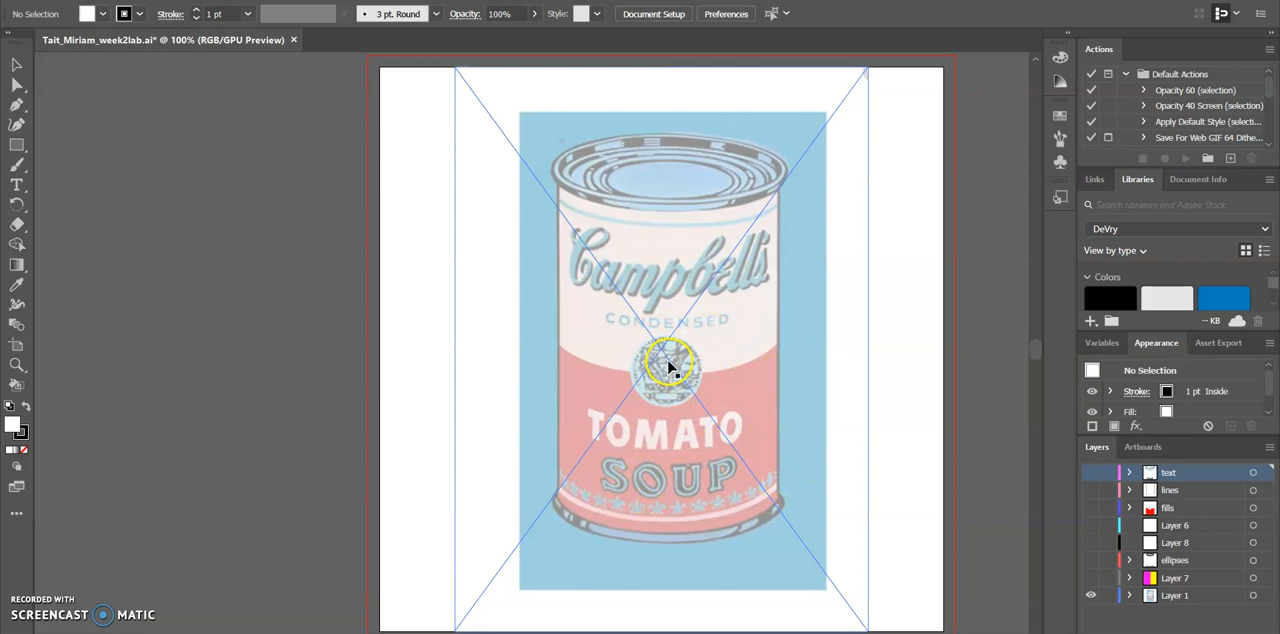 No Selection Stroke: 1 pt 3 pt. Round Opacity: 100% Style: Document Setup Preferences
Tait_Miriam_week2lab.ai* @ 100% (RGB/GPU Preview) ×
Campbell's
CONDENSED
TOMATO
SOUP
Actions
Default Actions
Opacity 60 (selection)
Opacity 40 Screen (selection)
Apply Default Style (selecti...
Save For Web GIF 64 Dithe...
Links Libraries Document Info
Search libraries and Adobe Stock
DeVry
View by type
Colors
-- KB
Variables Appearance Asset Export
No Selection
Stroke: 1 pt Inside
Fill:
fx
Layers Artboards
text
lines
fills
Layer 6
Layer 8
ellipses
Layer 7
Layer 1
RECORDED WITH
SCREENCAST MATIC